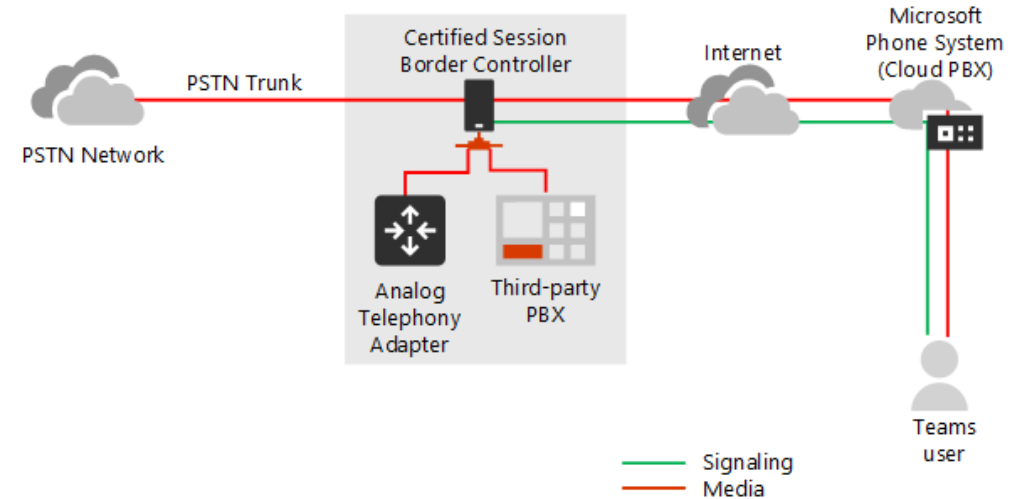 Microsoft
Phone System
(Cloud PBX)
Certified Session
Border Controller
Internet
PSTN Trunk
PSTN Network
Analog
Telephony
Adapter
Third-party
PBX
Teams
user
Signaling
Media